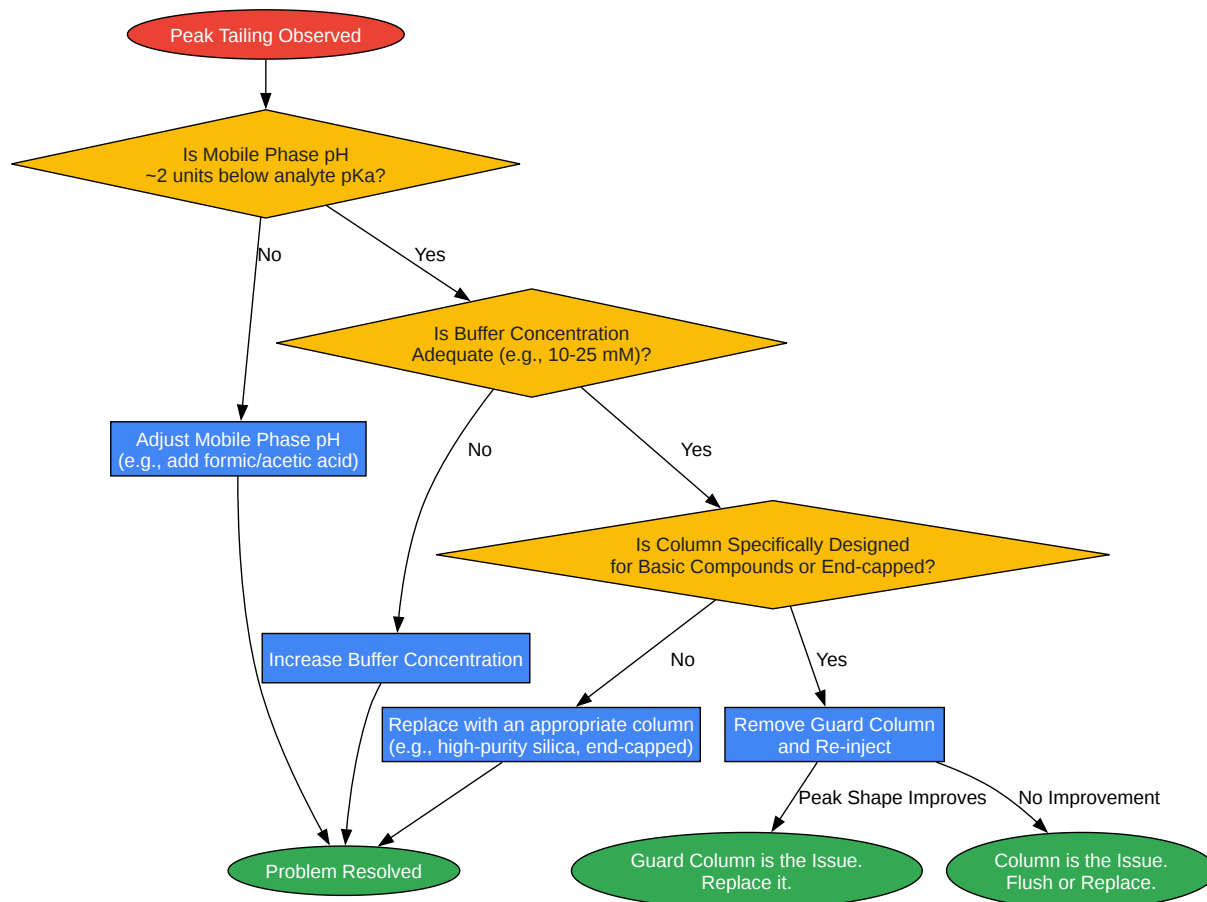 Peak Tailing Observed
Is Mobile Phase pH
~2 units below analyte pKa?
No
Yes
Is Buffer Concentration
Adequate (e.g., 10-25 mM)?
Adjust Mobile Phase pH
(e.g., add formic/acetic acid)
No
Yes
Is Column Specifically Designed
for Basic Compounds or End-capped?
Increase Buffer Concentration
No
Yes
Replace with an appropriate column
(e.g., high-purity silica, end-capped)
Remove Guard Column
and Re-inject
Peak Shape Improves
No Improvement
Problem Resolved
Guard Column is the Issue.
Replace it.
Column is the Issue.
Flush or Replace.